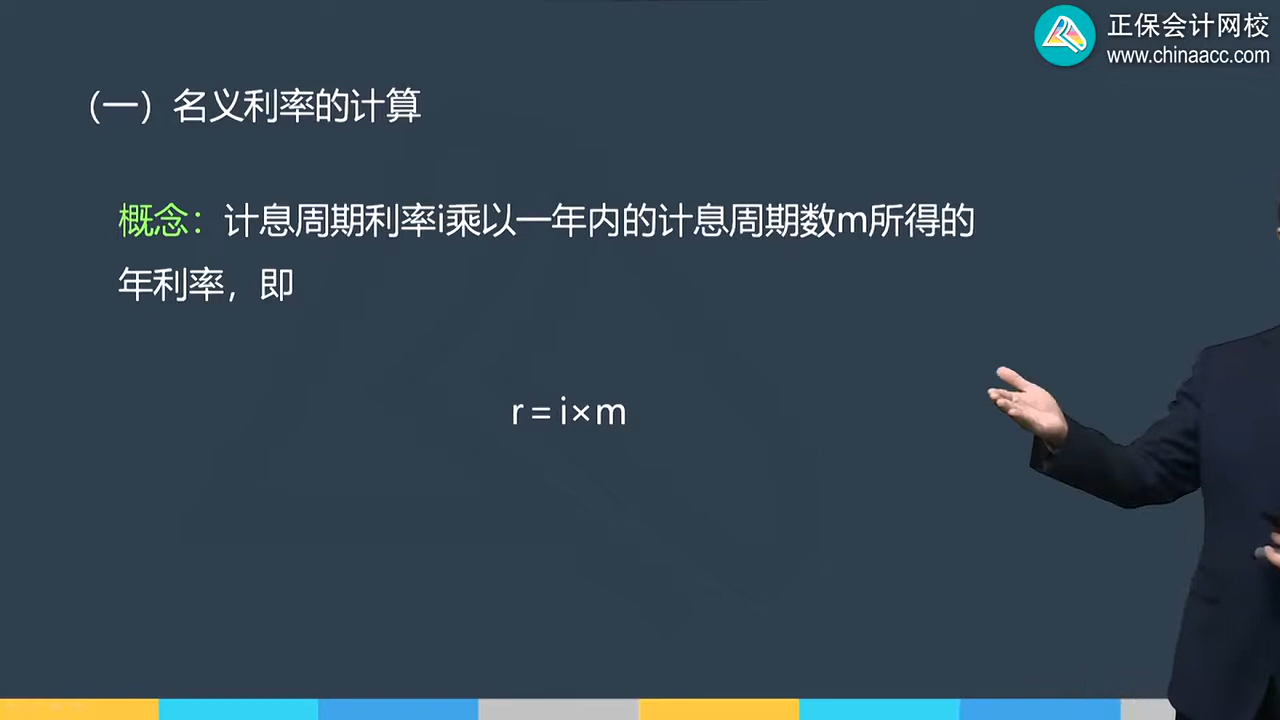 正保会计网校
www.chinaacc.com
（一）名义利率的计算
概念：计息周期利率i乘以一年内的计息周期数m所得的
年利率，即
r=i×m